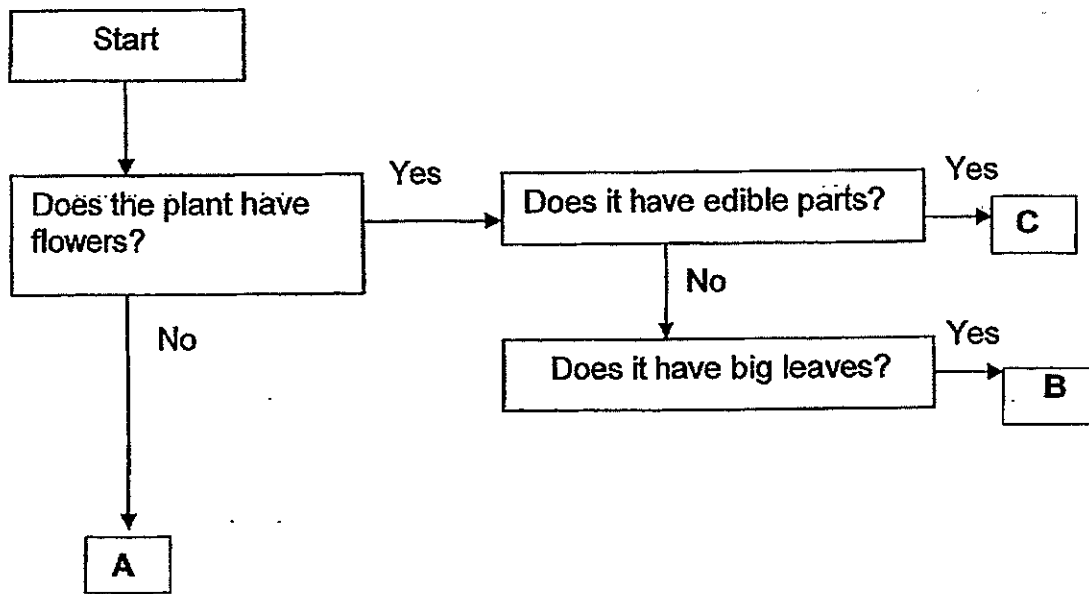 Start
Yes
Yes
Does the plant have
flowers?
Does it have edible parts?
C
No
No
Yes
Does it have big leaves?
B
A